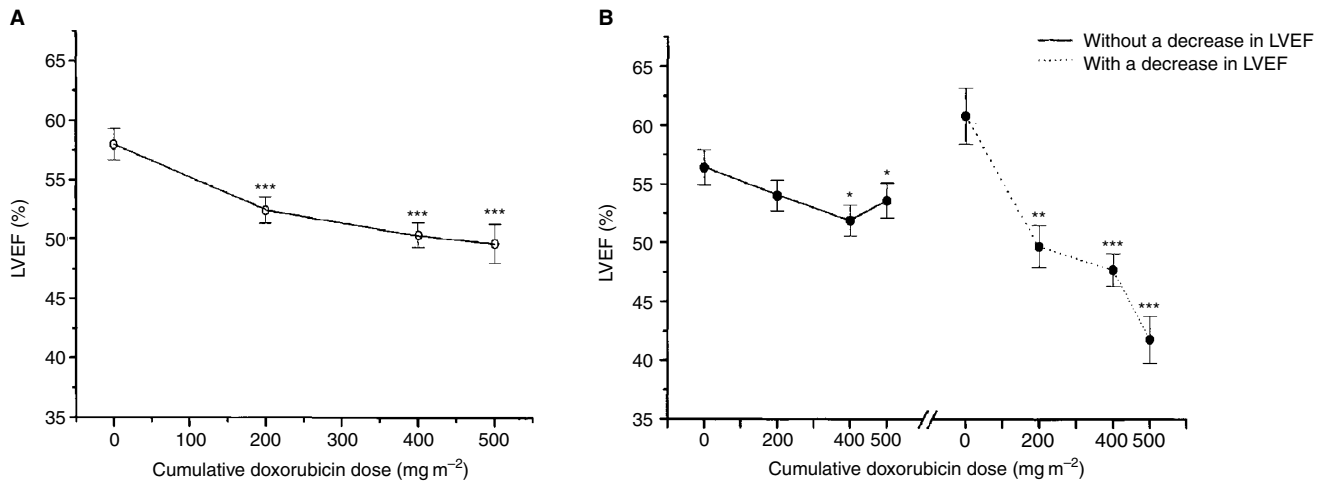 A
65
60
55
50
45
40
35
LVEF (%)
***
***
***
0 100 200 300 400 500
Cumulative doxorubicin dose (mg m⁻²)
B
Without a decrease in LVEF
With a decrease in LVEF
65
60
55
50
45
40
35
LVEF (%)
*
*
**
***
***
0 200 400 500 0 200 400 500
Cumulative doxorubicin dose (mg m⁻²)